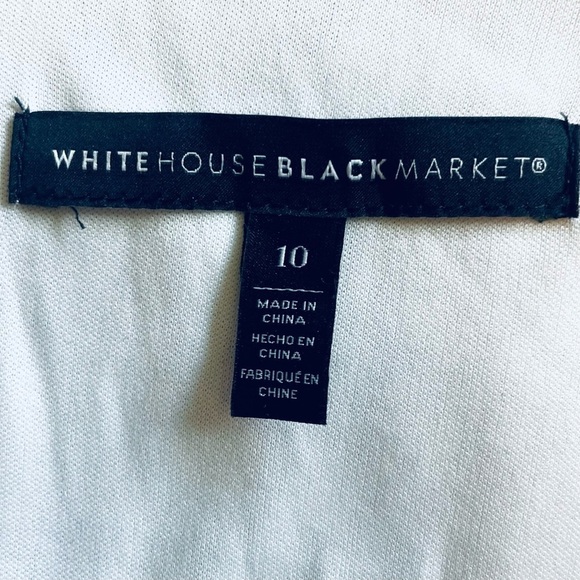 WHITEHOUSEBLACKMARKET®
10
MADE IN
CHINA
HECHO EN
CHINA
FABRIQUÉ EN
CHINE